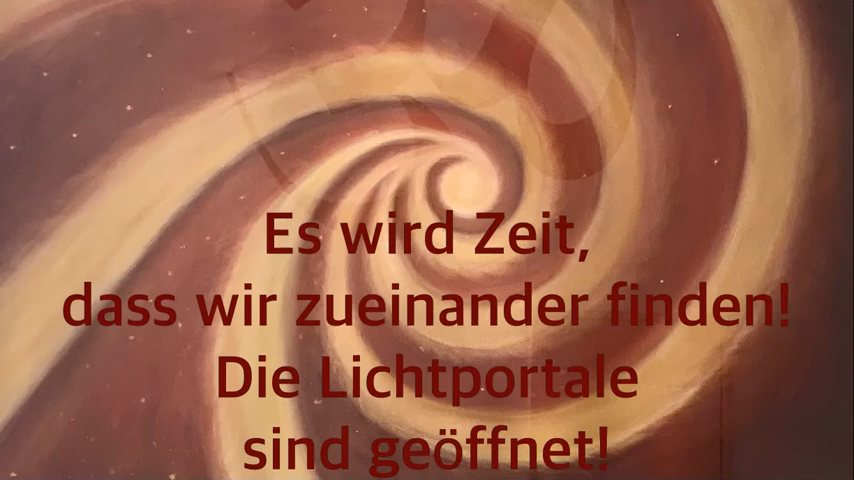 Es wird Zeit,
dass wir zueinander finden!
Die Lichtportale
sind geöffnet!